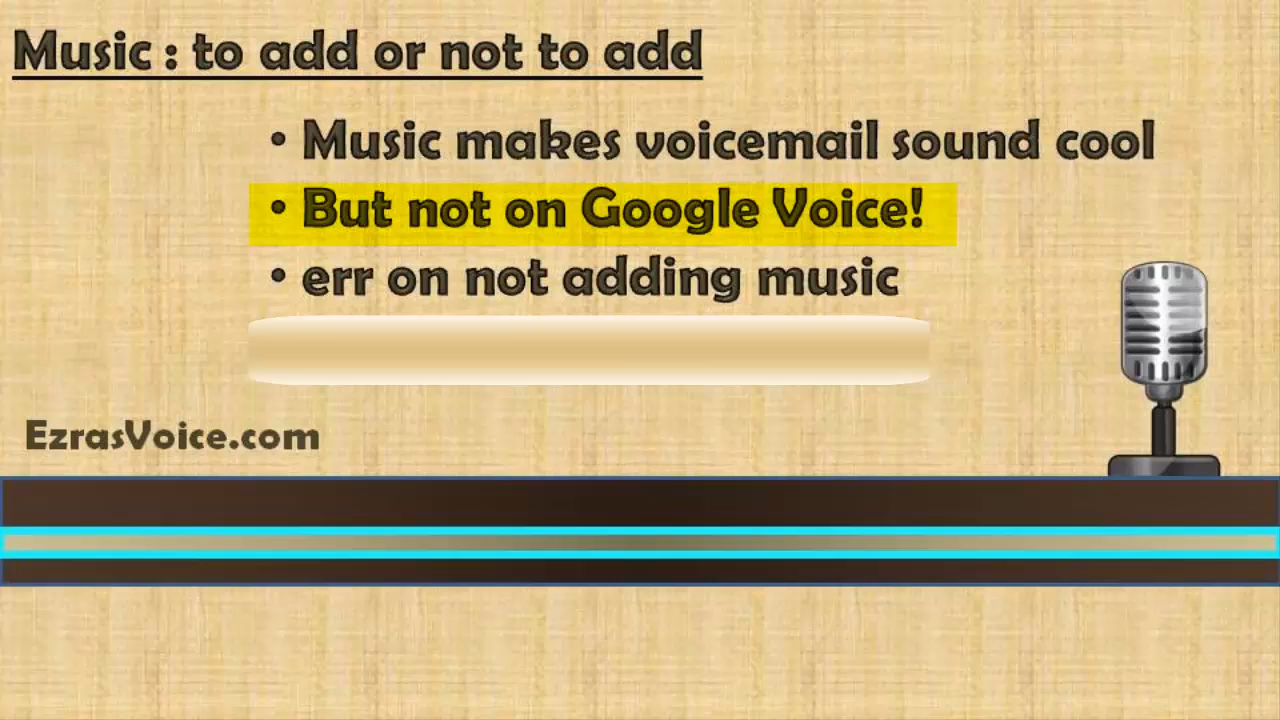 Music : to add or not to add
• Music makes voicemail sound cool
• But not on Google Voice!
• err on not adding music
EzrasVoice.com